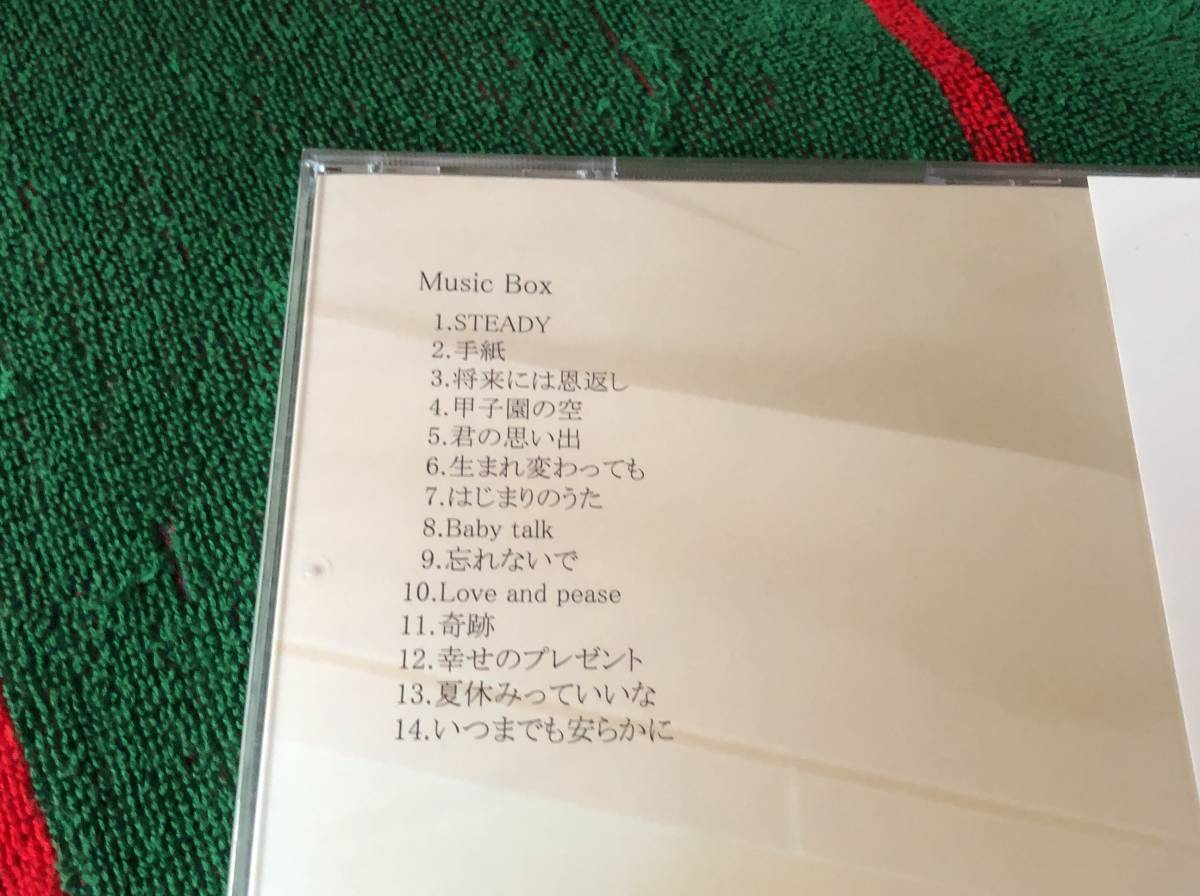 Music Box
1.STEADY
2.手紙
3.将来には恩返し
4.甲子園の空
5.君の思い出
6.生まれ変わっても
7.はじまりのうた
8.Baby talk
9.忘れないで
10.Love and pease
11.奇跡
12.幸せのプレゼント
13.夏休みっていいな
14.いつまでも安らかに